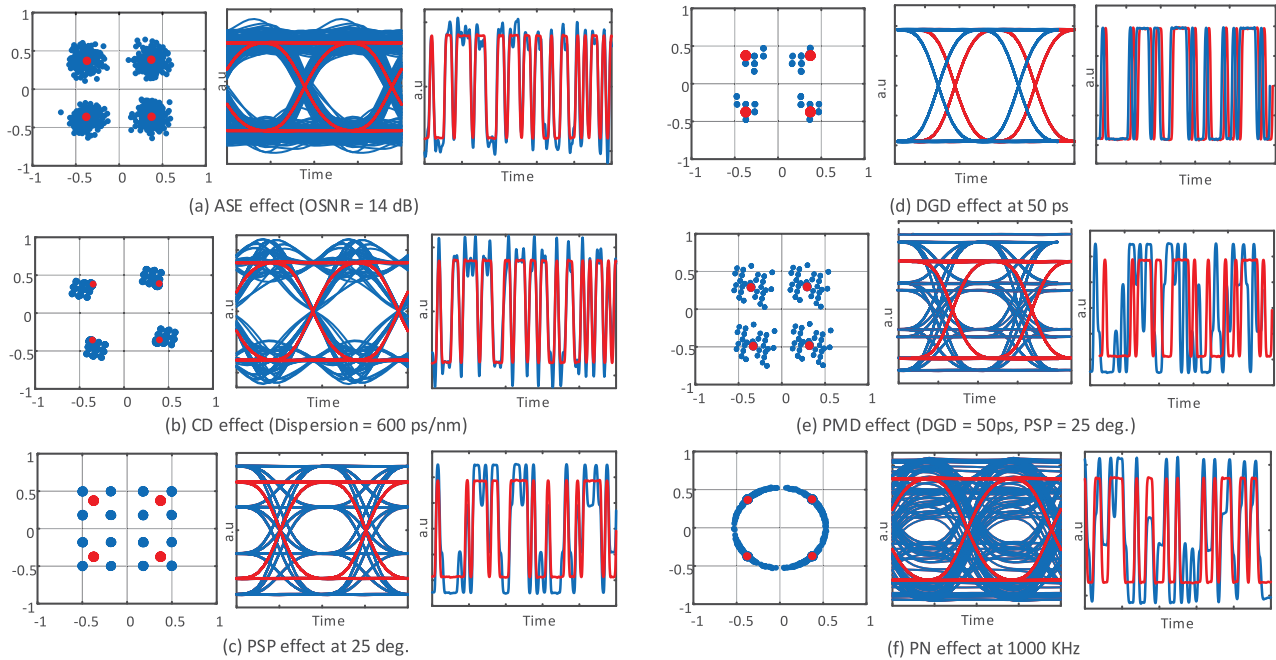 1
0.5
0
-0.5
-1
-1 -0.5 0 0.5 1
a.u
Time
a.u
Time
(a) ASE effect (OSNR = 14 dB)
1
0.5
0
-0.5
-1
-1 -0.5 0 0.5 1
a.u
Time
a.u
Time
(b) CD effect (Dispersion = 600 ps/nm)
1
0.5
0
-0.5
-1
-1 -0.5 0 0.5 1
a.u
Time
a.u
Time
(c) PSP effect at 25 deg.
1
0.5
0
-0.5
-1
-1 -0.5 0 0.5 1
a.u
Time
a.u
Time
(d) DGD effect at 50 ps
1
0.5
0
-0.5
-1
-1 -0.5 0 0.5 1
a.u
Time
a.u
Time
(e) PMD effect (DGD = 50ps, PSP = 25 deg.)
1
0.5
0
-0.5
-1
-1 -0.5 0 0.5 1
a.u
Time
a.u
Time
(f) PN effect at 1000 KHz